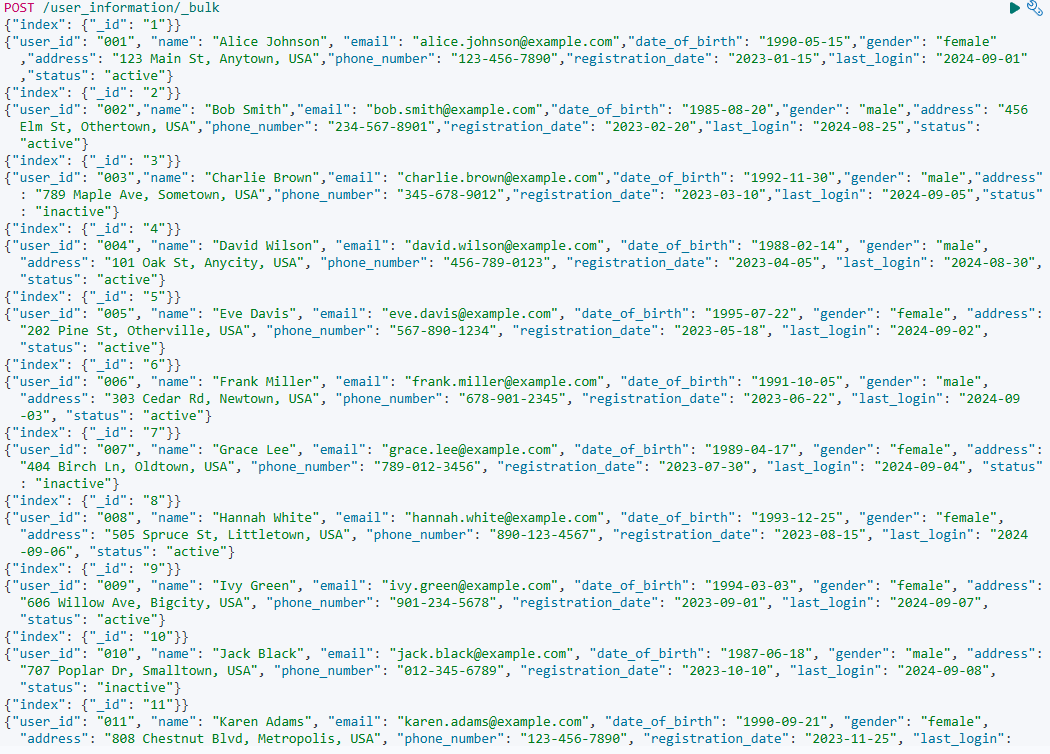 POST /user_information/_bulk
{"index": {"_id": "1"}}
{"user_id": "001", "name": "Alice Johnson", "email": "alice.johnson@example.com","date_of_birth": "1990-05-15","gender": "female"
,"address": "123 Main St, Anytown, USA","phone_number": "123-456-7890","registration_date": "2023-01-15","last_login": "2024-09-01"
,"status": "active"}
{"index": {"_id": "2"}}
{"user_id": "002","name": "Bob Smith","email": "bob.smith@example.com","date_of_birth": "1985-08-20","gender": "male","address": "456
Elm St, Othertown, USA","phone_number": "234-567-8901","registration_date": "2023-02-20","last_login": "2024-08-25","status":
"active"}
{"index": {"_id": "3"}}
{"user_id": "003","name": "Charlie Brown","email": "charlie.brown@example.com","date_of_birth": "1992-11-30","gender": "male","address"
: "789 Maple Ave, Sometown, USA","phone_number": "345-678-9012","registration_date": "2023-03-10","last_login": "2024-09-05","status"
: "inactive"}
{"index": {"_id": "4"}}
{"user_id": "004", "name": "David Wilson", "email": "david.wilson@example.com", "date_of_birth": "1988-02-14", "gender": "male",
"address": "101 Oak St, Anycity, USA", "phone_number": "456-789-0123", "registration_date": "2023-04-05", "last_login": "2024-08-30",
"status": "active"}
{"index": {"_id": "5"}}
{"user_id": "005", "name": "Eve Davis", "email": "eve.davis@example.com", "date_of_birth": "1995-07-22", "gender": "female", "address":
"202 Pine St, Otherville, USA", "phone_number": "567-890-1234", "registration_date": "2023-05-18", "last_login": "2024-09-02",
"status": "active"}
{"index": {"_id": "6"}}
{"user_id": "006", "name": "Frank Miller", "email": "frank.miller@example.com", "date_of_birth": "1991-10-05", "gender": "male",
"address": "303 Cedar Rd, Newtown, USA", "phone_number": "678-901-2345", "registration_date": "2023-06-22", "last_login": "2024-09
-03", "status": "active"}
{"index": {"_id": "7"}}
{"user_id": "007", "name": "Grace Lee", "email": "grace.lee@example.com", "date_of_birth": "1989-04-17", "gender": "female", "address":
"404 Birch Ln, Oldtown, USA", "phone_number": "789-012-3456", "registration_date": "2023-07-30", "last_login": "2024-09-04", "status"
: "inactive"}
{"index": {"_id": "8"}}
{"user_id": "008", "name": "Hannah White", "email": "hannah.white@example.com", "date_of_birth": "1993-12-25", "gender": "female",
"address": "505 Spruce St, Littletown, USA", "phone_number": "890-123-4567", "registration_date": "2023-08-15", "last_login": "2024
-09-06", "status": "active"}
{"index": {"_id": "9"}}
{"user_id": "009", "name": "Ivy Green", "email": "ivy.green@example.com", "date_of_birth": "1994-03-03", "gender": "female", "address":
"606 Willow Ave, Bigcity, USA", "phone_number": "901-234-5678", "registration_date": "2023-09-01", "last_login": "2024-09-07",
"status": "active"}
{"index": {"_id": "10"}}
{"user_id": "010", "name": "Jack Black", "email": "jack.black@example.com", "date_of_birth": "1987-06-18", "gender": "male", "address":
"707 Poplar Dr, Smalltown, USA", "phone_number": "012-345-6789", "registration_date": "2023-10-10", "last_login": "2024-09-08",
"status": "inactive"}
{"index": {"_id": "11"}}
{"user_id": "011", "name": "Karen Adams", "email": "karen.adams@example.com", "date_of_birth": "1990-09-21", "gender": "female",
"address": "808 Chestnut Blvd, Metropolis, USA", "phone_number": "123-456-7890", "registration_date": "2023-11-25", "last_login":